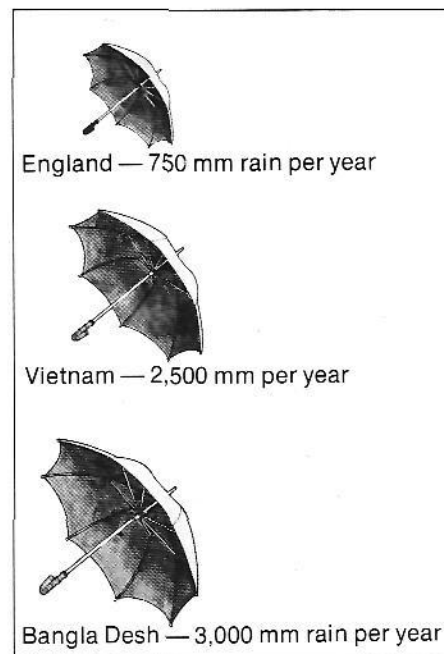 England — 750 mm rain per year
Vietnam — 2,500 mm per year
Bangla Desh — 3,000 mm rain per year